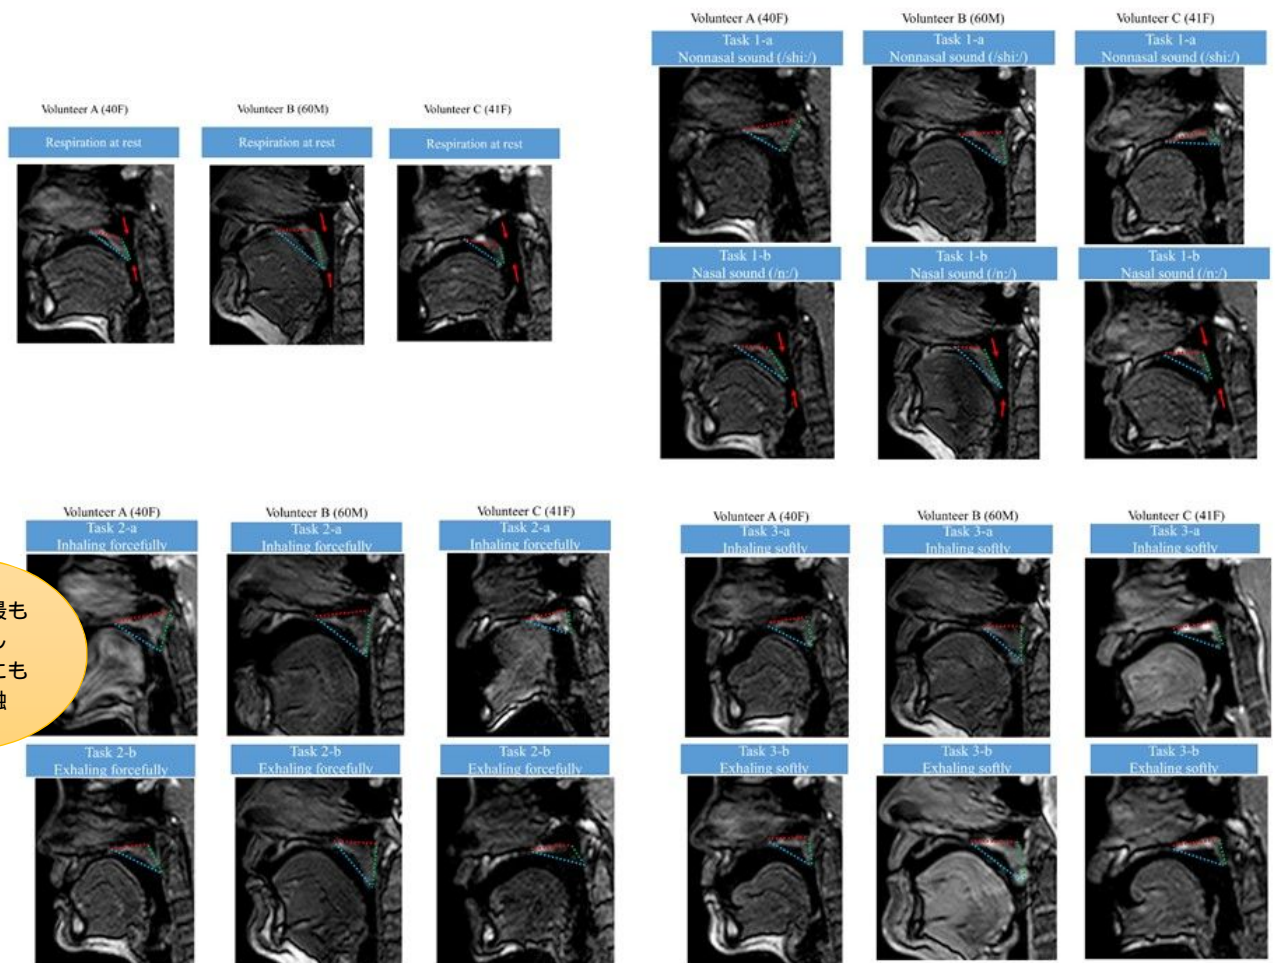 Volunteer A (40F)
Volunteer B (60M)
Volunteer C (41F)
Respiration at rest
Respiration at rest
Respiration at rest
Volunteer A (40F)
Volunteer B (60M)
Volunteer C (41F)
Task 1-a
Nonnasal sound (/shi:/)
Task 1-a
Nonnasal sound (/shi:/)
Task 1-a
Nonnasal sound (/shi:/)
Task 1-b
Nasal sound (/n:/)
Task 1-b
Nasal sound (/n:/)
Task 1-b
Nasal sound (/n:/)
Volunteer A (40F)
Volunteer B (60M)
Volunteer C (41F)
Task 2-a
Inhaling forcefully
Task 2-a
Inhaling forcefully
Task 2-a
Inhaling forcefully
最も
にも
Task 2-b
Exhaling forcefully
Task 2-b
Exhaling forcefully
Task 2-b
Exhaling forcefully
Volunteer A (40F)
Volunteer B (60M)
Volunteer C (41F)
Task 3-a
Inhaling softly
Task 3-a
Inhaling softly
Task 3-a
Inhaling softly
Task 3-b
Exhaling softly
Task 3-b
Exhaling softly
Task 3-b
Exhaling softly